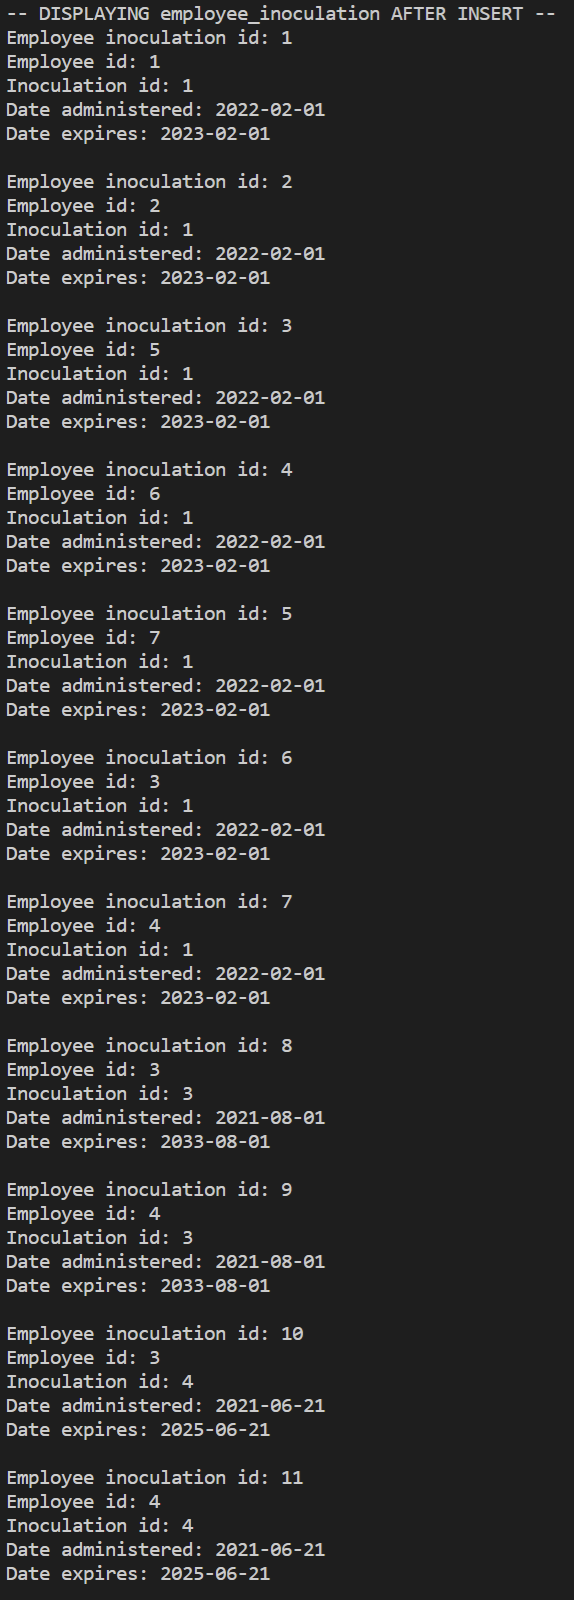 -- DISPLAYING employee_inoculation AFTER INSERT --
Employee inoculation id: 1
Employee id: 1
Inoculation id: 1
Date administered: 2022-02-01
Date expires: 2023-02-01

Employee inoculation id: 2
Employee id: 2
Inoculation id: 1
Date administered: 2022-02-01
Date expires: 2023-02-01

Employee inoculation id: 3
Employee id: 5
Inoculation id: 1
Date administered: 2022-02-01
Date expires: 2023-02-01

Employee inoculation id: 4
Employee id: 6
Inoculation id: 1
Date administered: 2022-02-01
Date expires: 2023-02-01

Employee inoculation id: 5
Employee id: 7
Inoculation id: 1
Date administered: 2022-02-01
Date expires: 2023-02-01

Employee inoculation id: 6
Employee id: 3
Inoculation id: 1
Date administered: 2022-02-01
Date expires: 2023-02-01

Employee inoculation id: 7
Employee id: 4
Inoculation id: 1
Date administered: 2022-02-01
Date expires: 2023-02-01

Employee inoculation id: 8
Employee id: 3
Inoculation id: 3
Date administered: 2021-08-01
Date expires: 2033-08-01

Employee inoculation id: 9
Employee id: 4
Inoculation id: 3
Date administered: 2021-08-01
Date expires: 2033-08-01

Employee inoculation id: 10
Employee id: 3
Inoculation id: 4
Date administered: 2021-06-21
Date expires: 2025-06-21

Employee inoculation id: 11
Employee id: 4
Inoculation id: 4
Date administered: 2021-06-21
Date expires: 2025-06-21